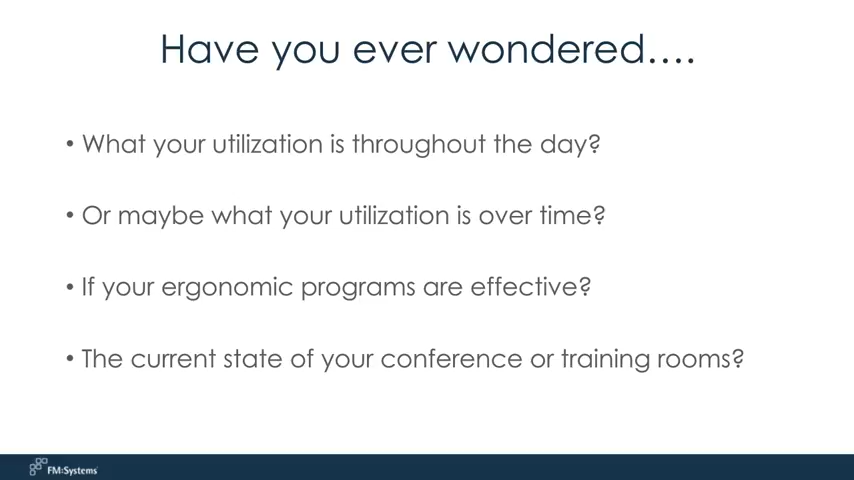 Have you ever wondered....
• What your utilization is throughout the day?
• Or maybe what your utilization is over time?
• If your ergonomic programs are effective?
• The current state of your conference or training rooms?
FM:Systems